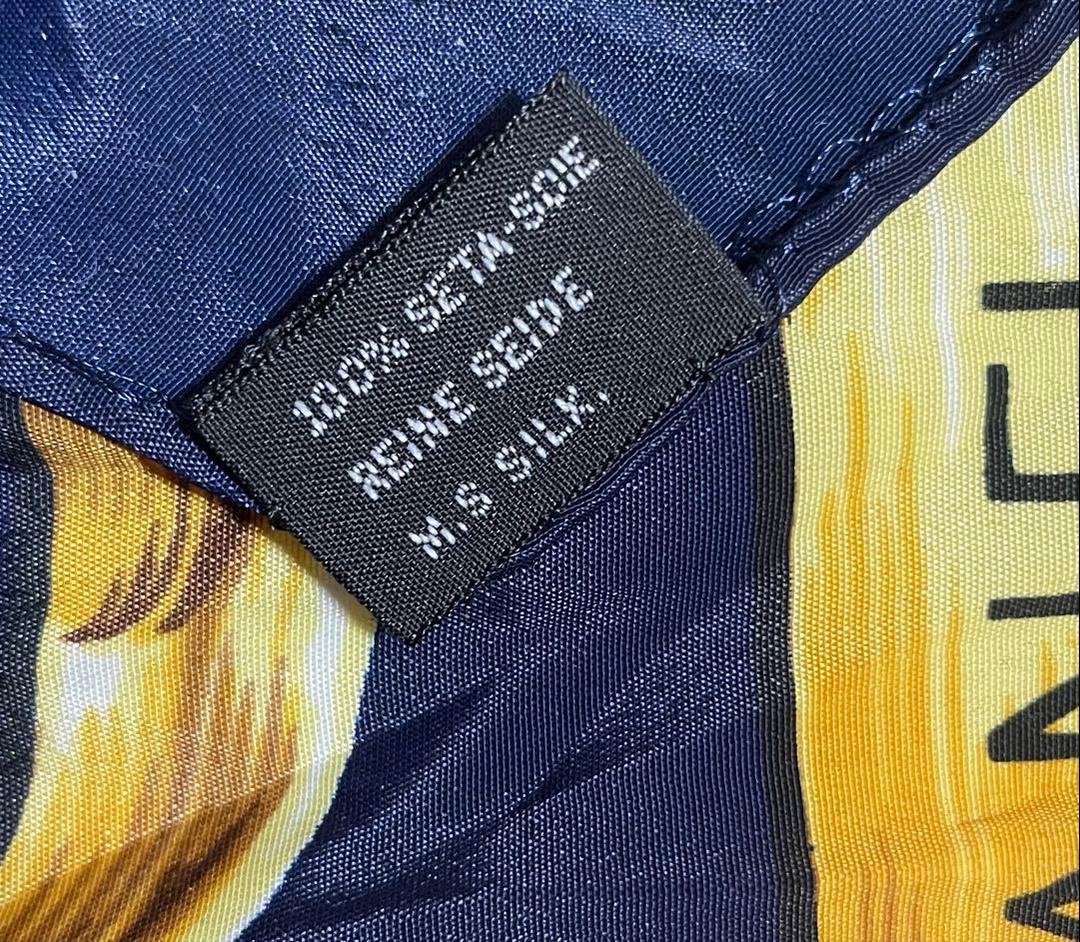 100% SETA-SOIE
REINE SEIDE
M.S SILK.